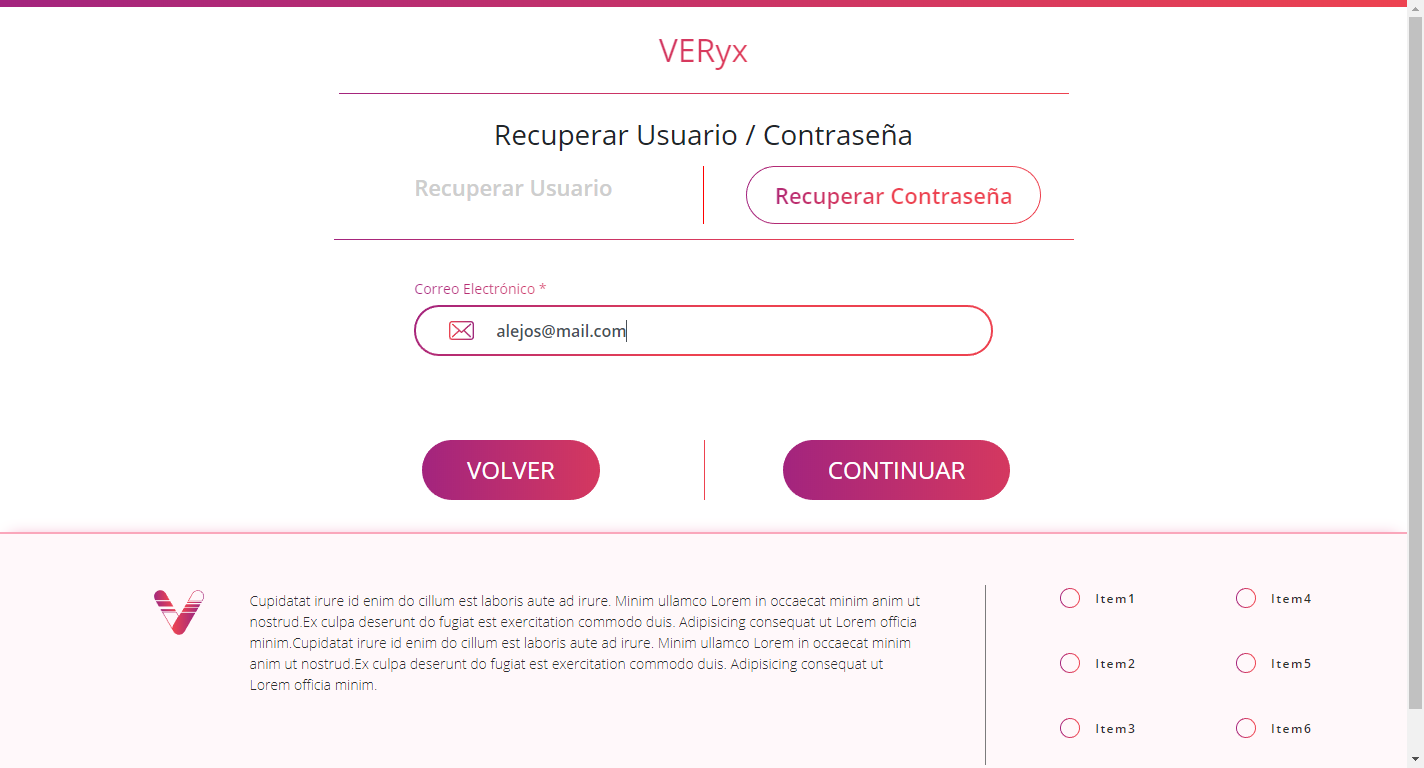 VERyx
Recuperar Usuario / Contraseña
Recuperar Usuario
Recuperar Contraseña
Correo Electrónico *
alejos@mail.com
VOLVER
CONTINUAR
Cupidatat irure id enim do cillum est laboris aute ad irure. Minim ullamco Lorem in occaecat minim anim ut
nostrud.Ex culpa deserunt do fugiat est exercitation commodo duis. Adipisicing consequat ut Lorem officia
minim.Cupidatat irure id enim do cillum est laboris aute ad irure. Minim ullamco Lorem in occaecat minim
anim ut nostrud.Ex culpa deserunt do fugiat est exercitation commodo duis. Adipisicing consequat ut
Lorem officia minim.
Item1
Item4
Item2
Item5
Item3
Item6